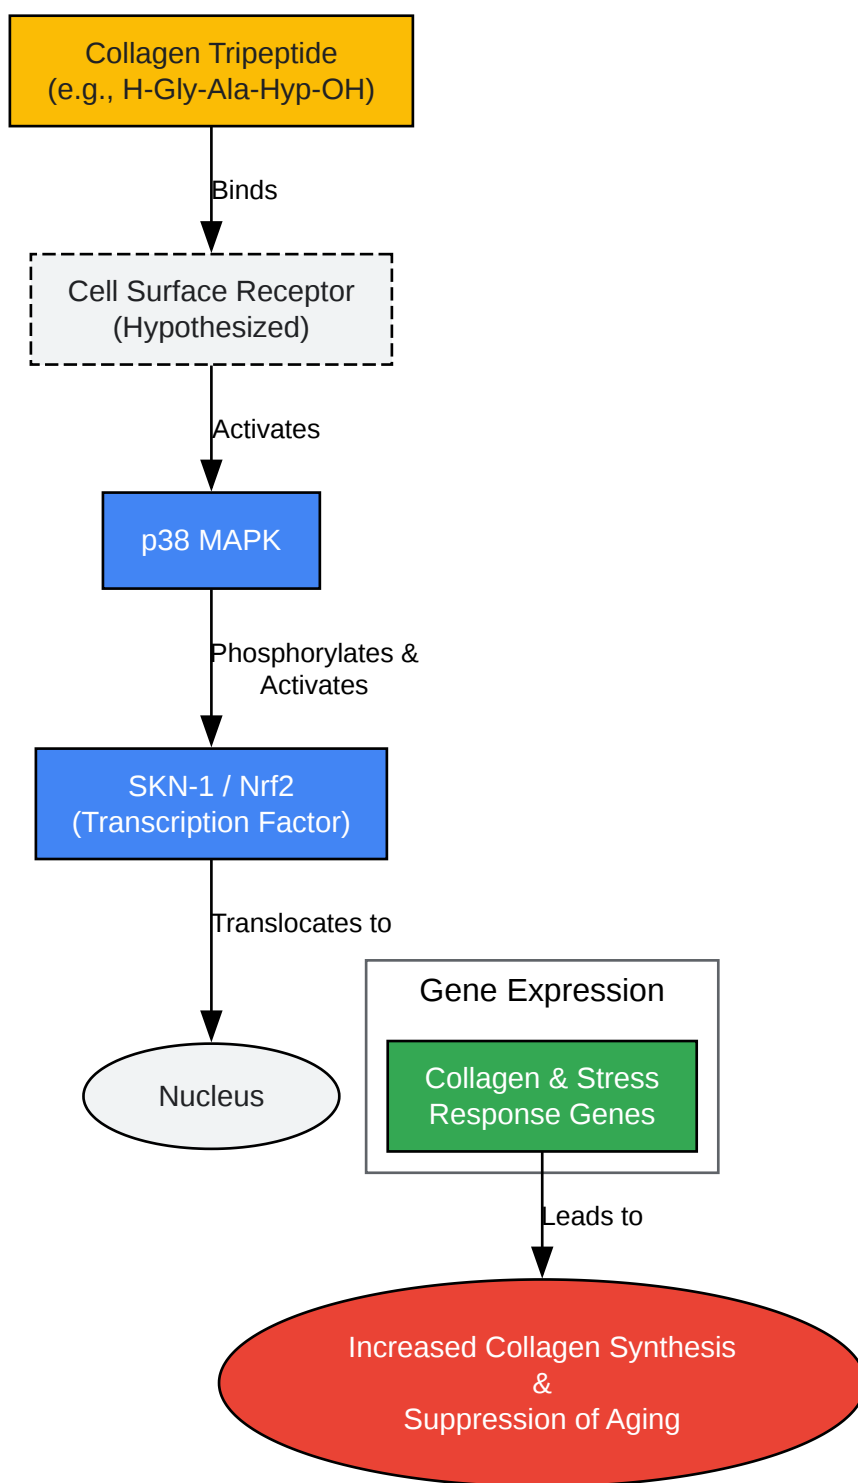 Collagen Tripeptide
(e.g., H-Gly-Ala-Hyp-OH)
Binds
Cell Surface Receptor
(Hypothesized)
Activates
p38 MAPK
Phosphorylates &
Activates
SKN-1 / Nrf2
(Transcription Factor)
Translocates to
Nucleus
Gene Expression
Collagen & Stress
Response Genes
Leads to
Increased Collagen Synthesis
&
Suppression of Aging